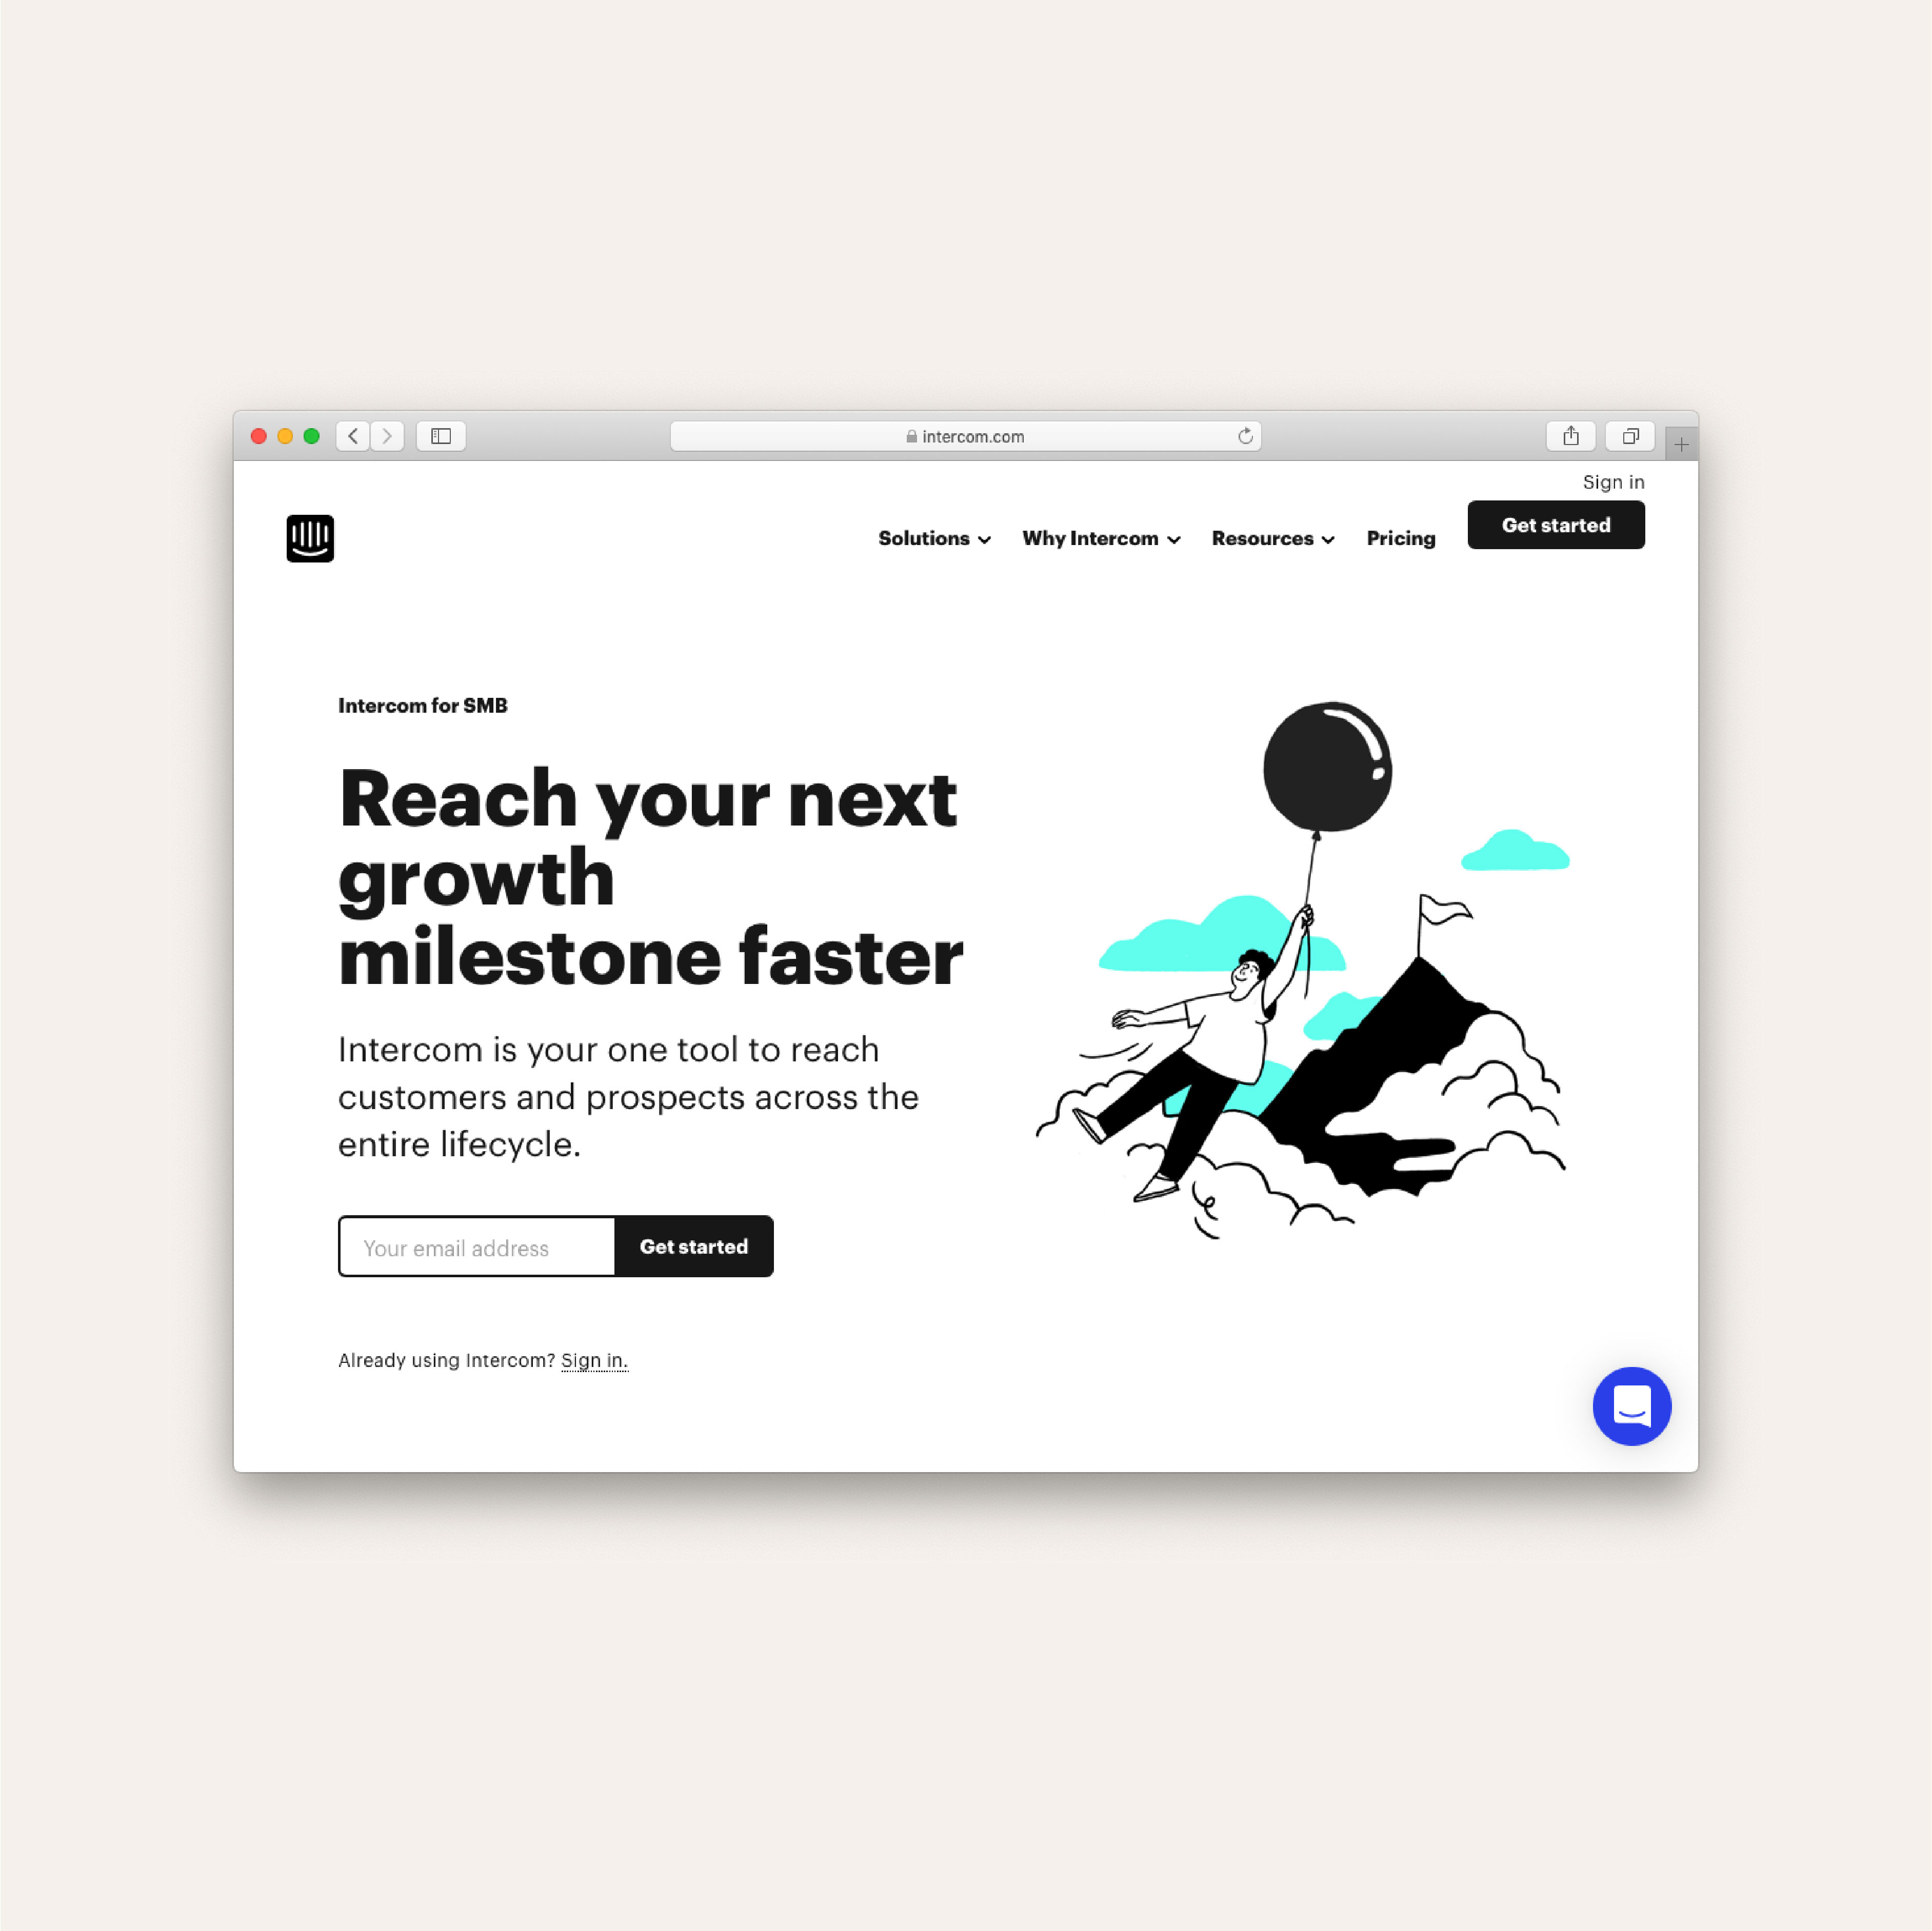 intercom.com
Sign in
Solutions Why Intercom Resources Pricing Get started
Intercom for SMB
Reach your next
growth
milestone faster
Intercom is your one tool to reach
customers and prospects across the
entire lifecycle.
Your email address Get started
Already using Intercom? Sign in.